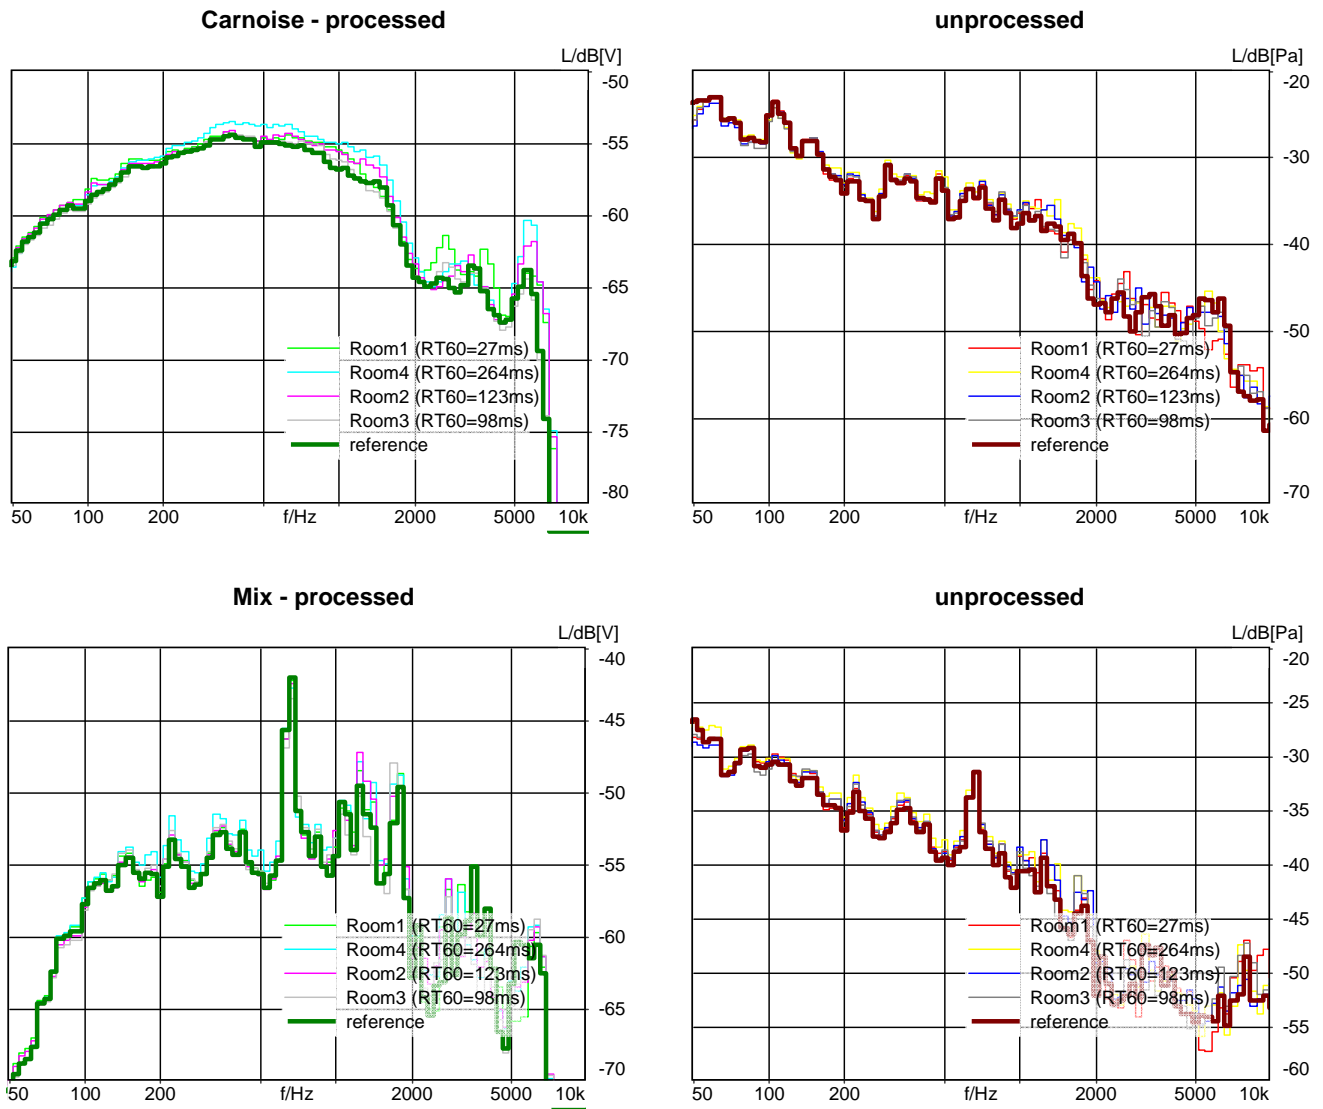 Carnoise - processed
unprocessed
L/dB[V]
L/dB[Pa]
-50
-55
-60
-65
-70
-75
-80
-20
-30
-40
-50
-60
-70
Room1 (RT60=27ms)
Room4 (RT60=264ms)
Room2 (RT60=123ms)
Room3 (RT60=98ms)
reference
Room1 (RT60=27ms)
Room4 (RT60=264ms)
Room2 (RT60=123ms)
Room3 (RT60=98ms)
reference
50 100 200 f/Hz 2000 5000 10k
50 100 200 f/Hz 2000 5000 10k
Mix - processed
unprocessed
L/dB[V]
L/dB[Pa]
-40
-45
-50
-55
-60
-65
-70
-20
-25
-30
-35
-40
-45
-50
-55
-60
Room1 (RT60=27ms)
Room4 (RT60=264ms)
Room2 (RT60=123ms)
Room3 (RT60=98ms)
reference
Room1 (RT60=27ms)
Room4 (RT60=264ms)
Room2 (RT60=123ms)
Room3 (RT60=98ms)
reference
50 100 200 f/Hz 2000 5000 10k
50 100 200 f/Hz 2000 5000 10k